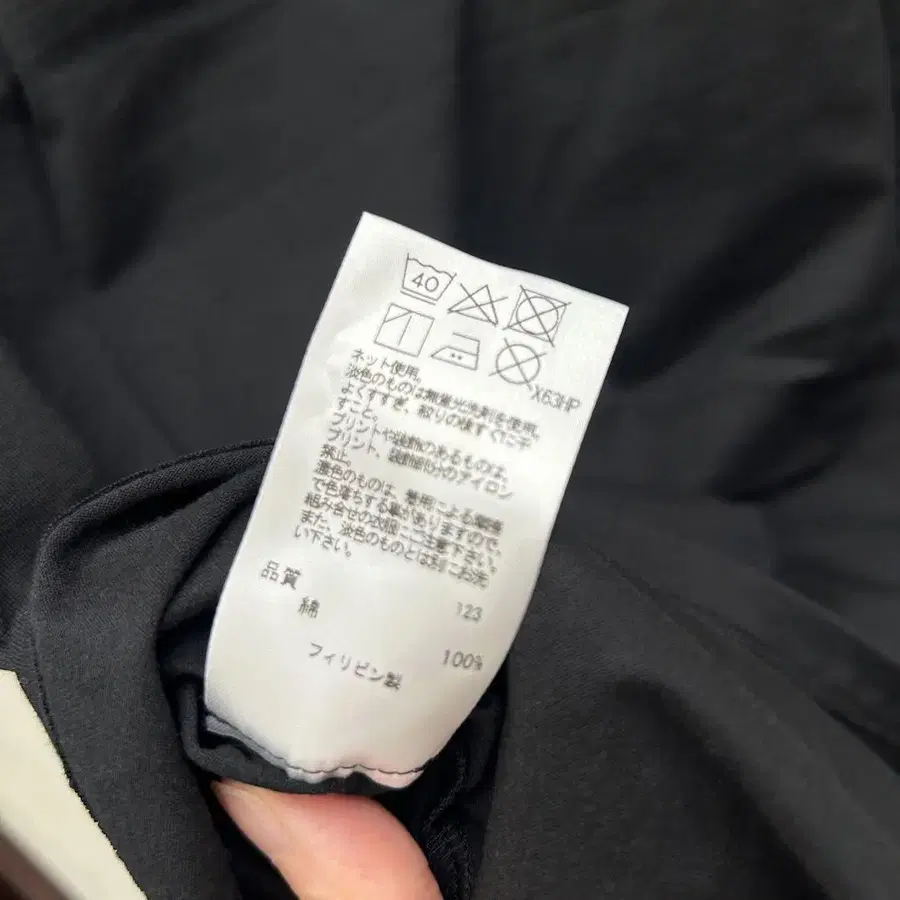 40
X63HP
ネット使用。
淡色のものは無蛍光洗剤を使用。
よくすすぎ、絞りの後すぐに干
すこと。
プリントや装飾のあるものは、
プリント、装飾部分のアイロン
禁止。
濃色のものは、着用による摩擦
で色落ちする事がありますので、
組み合せの衣服にご注意下さい。
また、淡色のものとは別にお洗
い下さい。
品質 123
綿 100%
フィリピン製